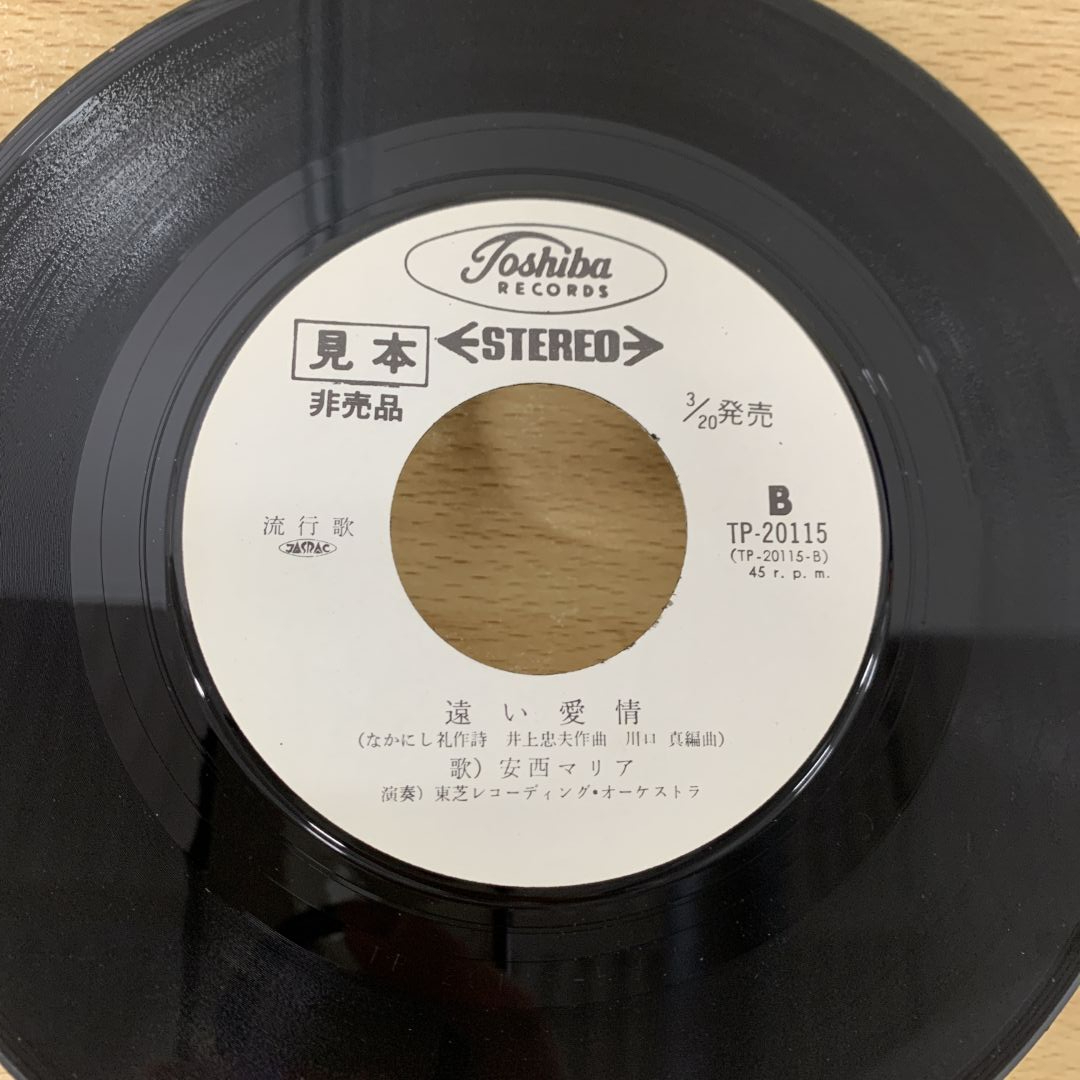 Toshiba
RECORDS
見本
STEREO
非売品
3/20発売
流行歌
JASRAC
B
TP-20115
(TP-20115-B)
45 r. p. m.
遠い愛情
(なかにし礼作詩 井上忠夫作曲 川口 真編曲)
歌) 安西マリア
演奏) 東芝レコーディング・オーケストラ